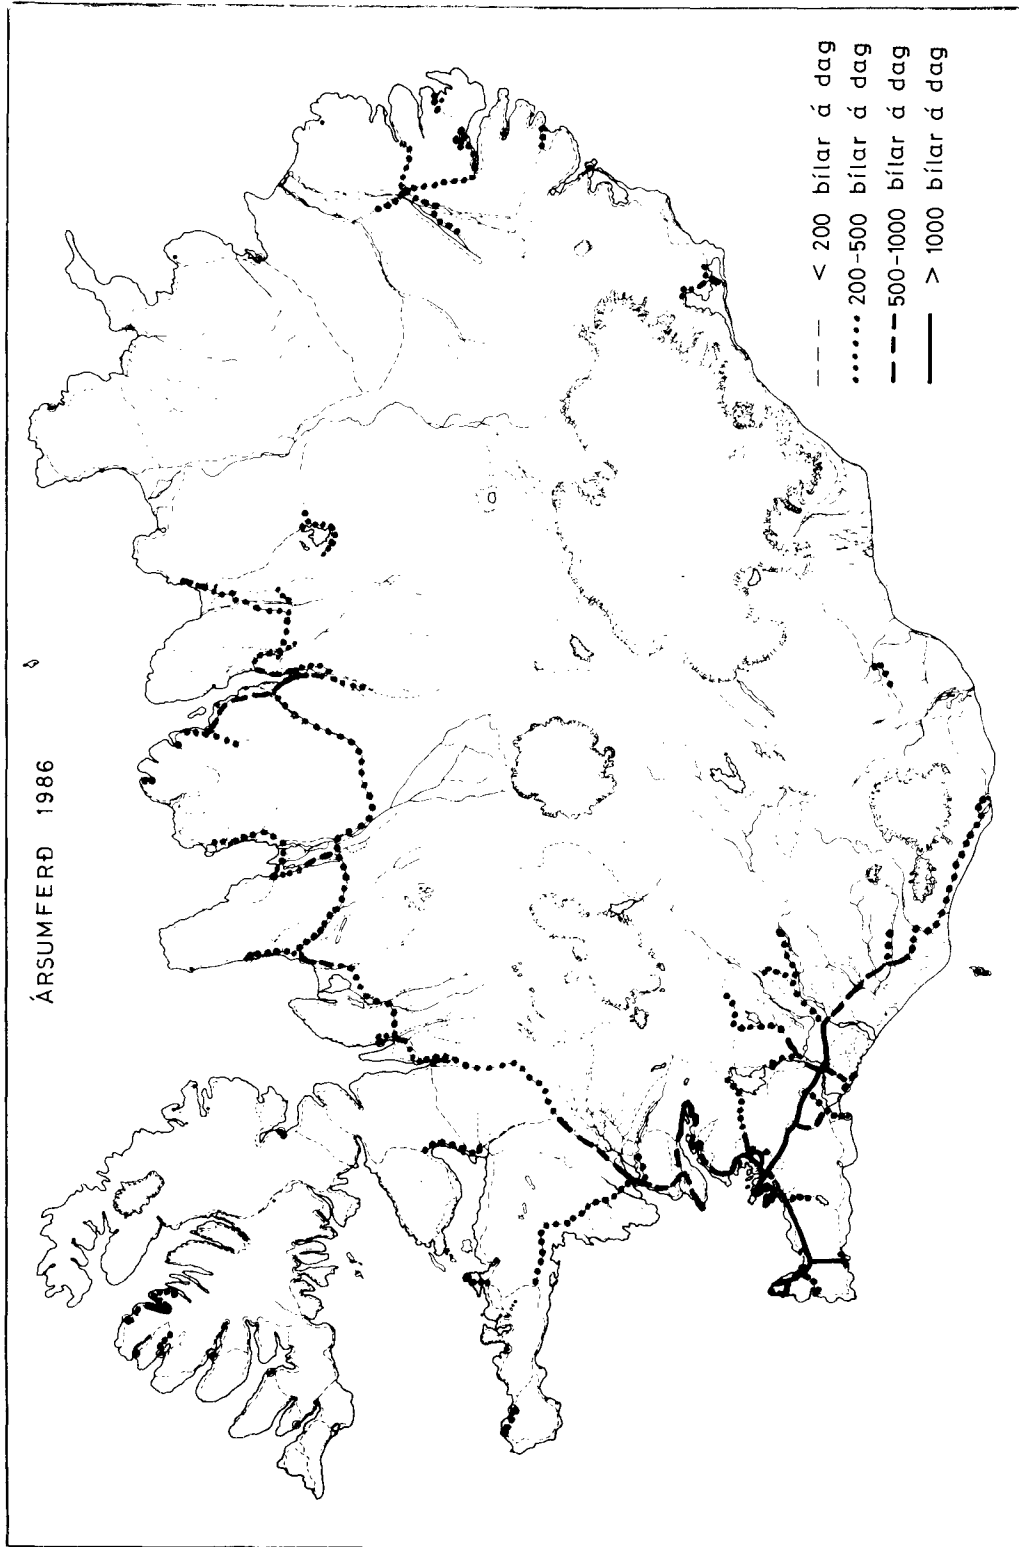 ÁRSUMFERÐ 1986
< 200 bílar á dag
200-500 bílar á dag
500-1000 bílar á dag
> 1000 bílar á dag